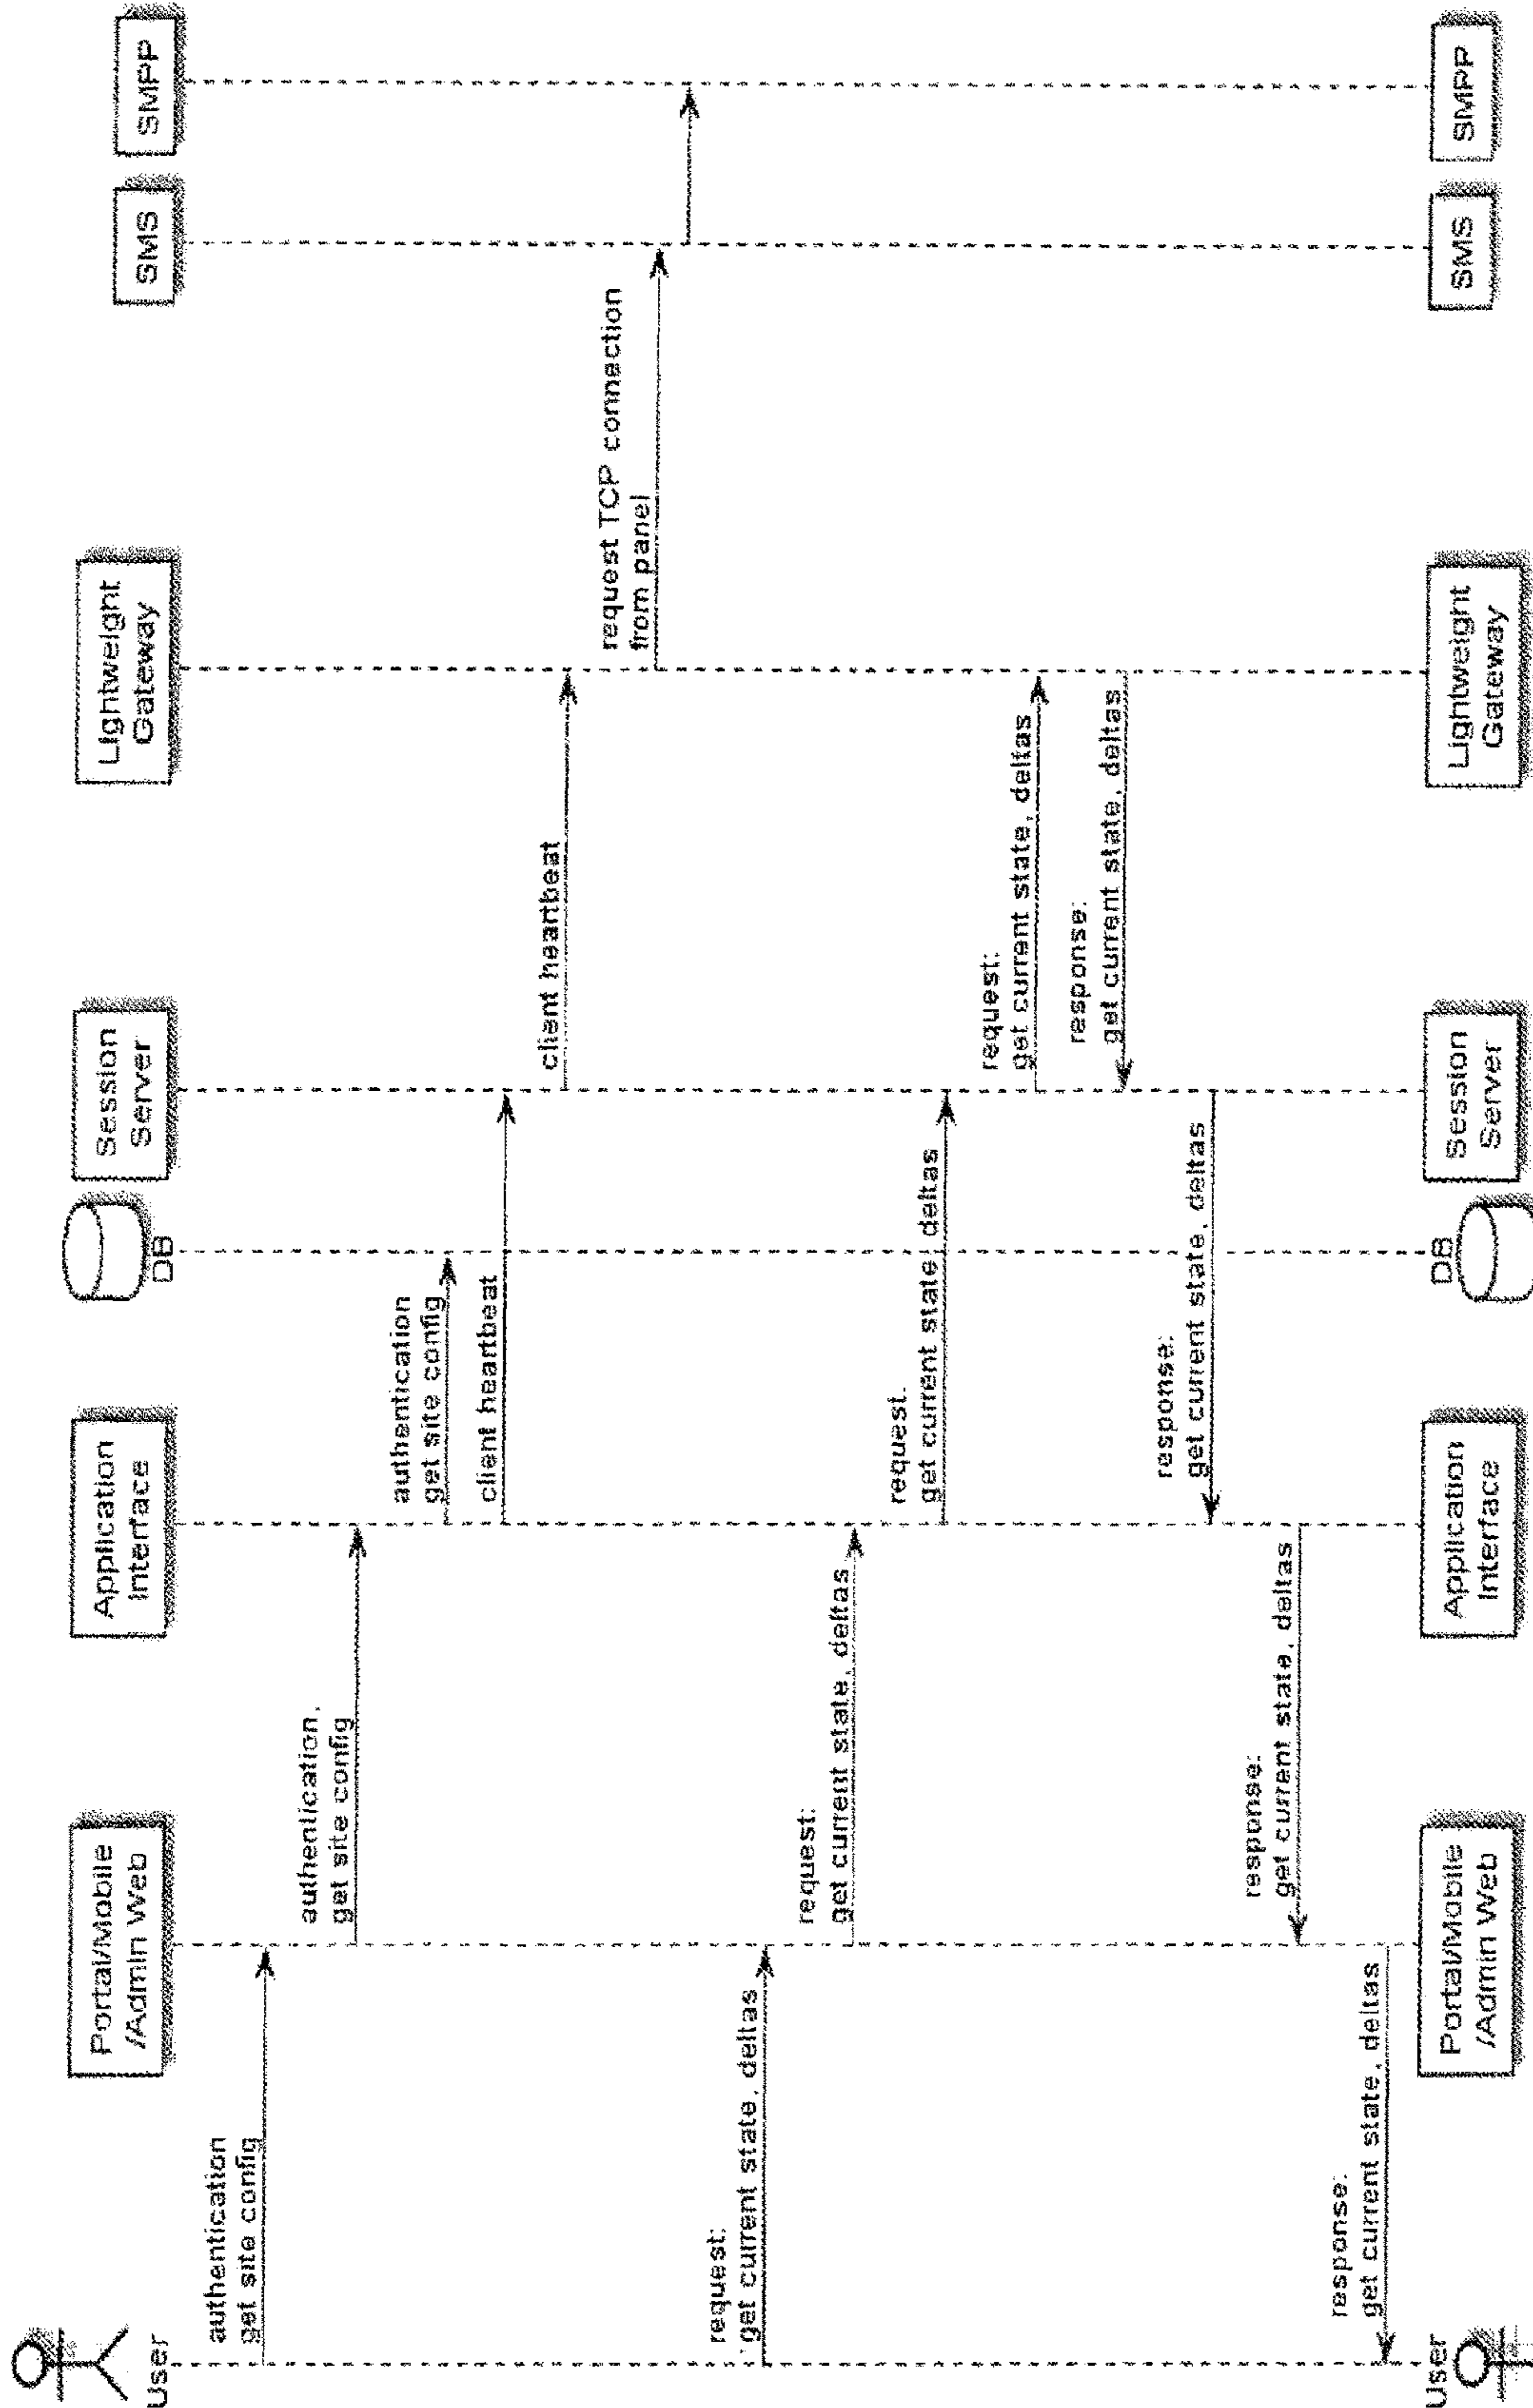 User
Portal/Mobile
/Admin Web
Application
Interface
DB
Session
Server
Lightweight
Gateway
SMS
SMPP
authentication
get site config
authentication,
get site config
authentication
get site config
client heartbeat
client heartbeat
request TCP connection
from panel
request:
get current state, deltas
request:
get current state, deltas
request.
get current state, deltas
request:
get current state, deltas
response:
get current state, deltas
response:
get current state, deltas
response:
get current state, deltas
response:
get current state, deltas
User
Portal/Mobile
/Admin Web
Application
Interface
DB
Session
Server
Lightweight
Gateway
SMS
SMPP